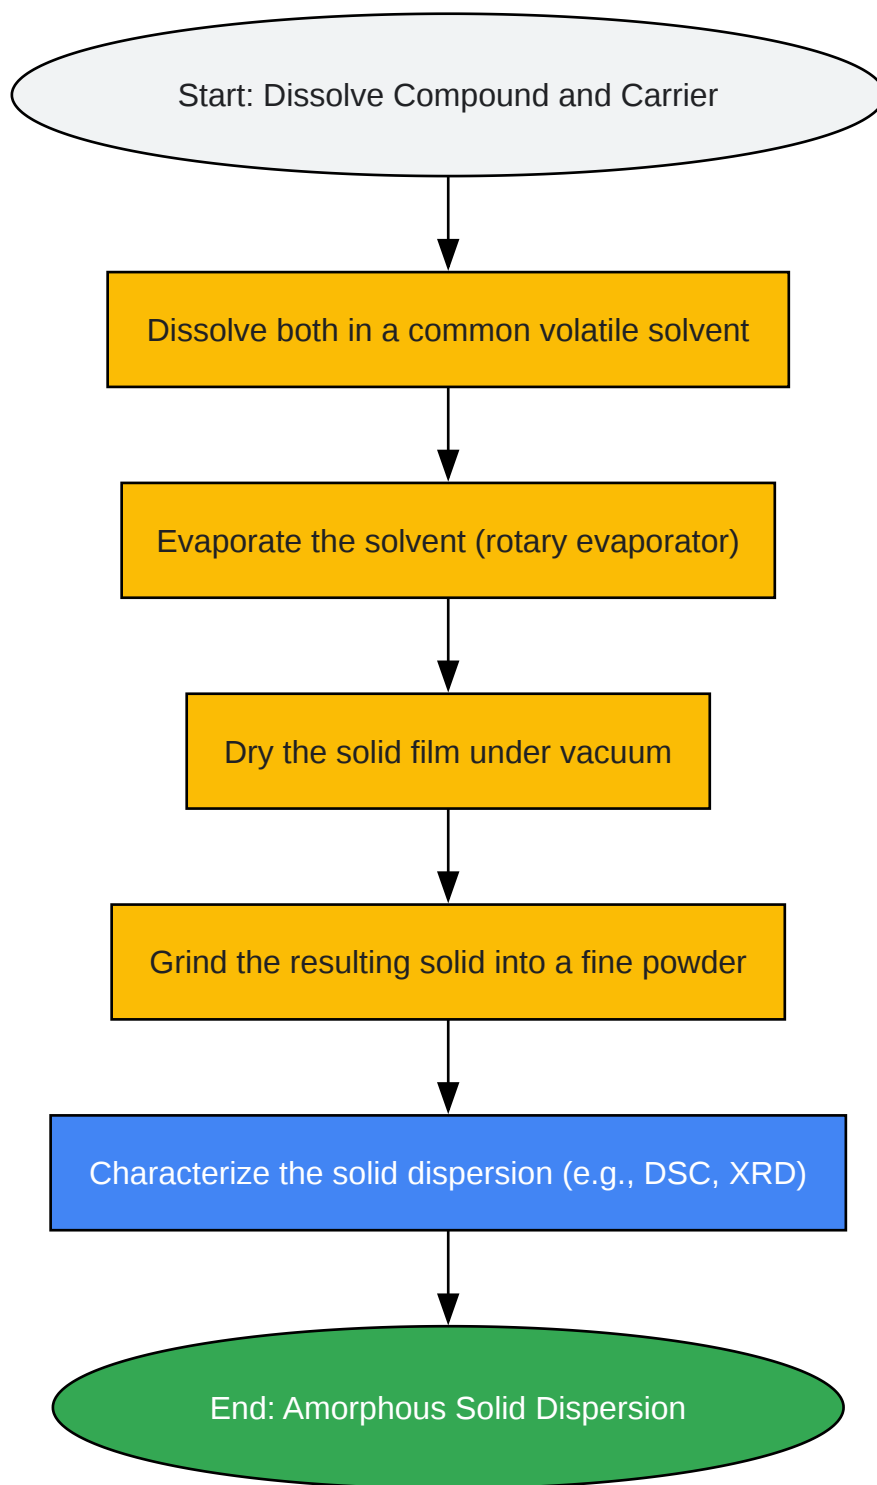 Start: Dissolve Compound and Carrier
Dissolve both in a common volatile solvent
Evaporate the solvent (rotary evaporator)
Dry the solid film under vacuum
Grind the resulting solid into a fine powder
Characterize the solid dispersion (e.g., DSC, XRD)
End: Amorphous Solid Dispersion